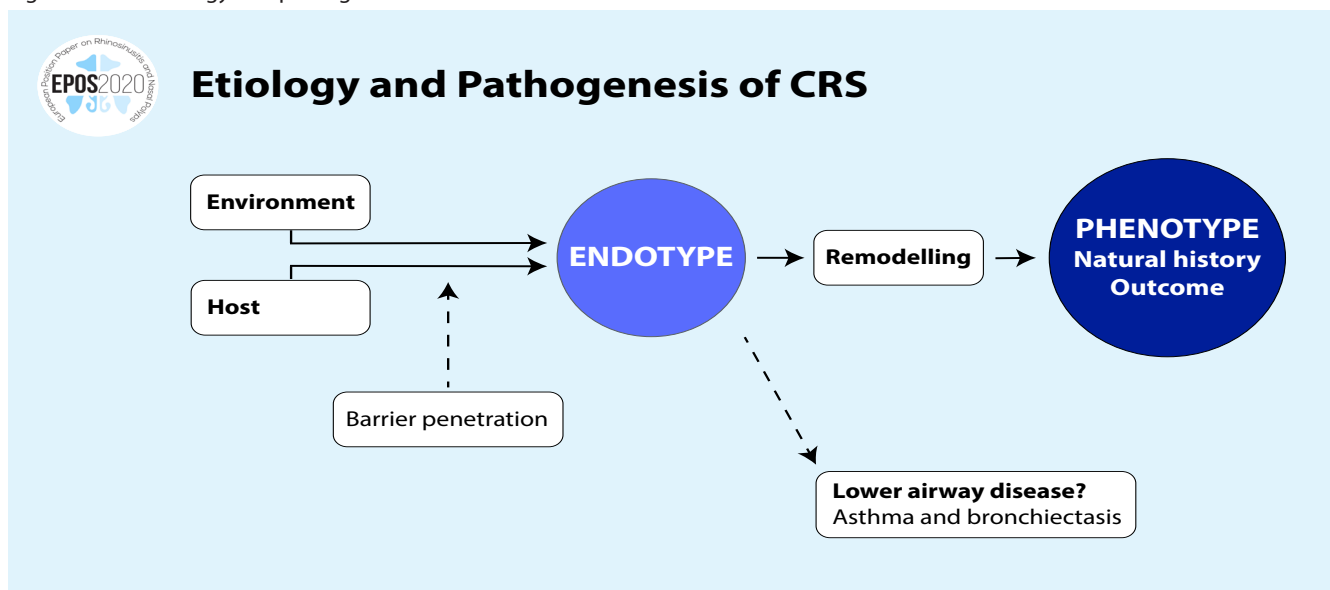 European Position Paper on Rhinosinusitis and Nasal Polyps
EPOS2020
Etiology and Pathogenesis of CRS
Environment
Host
Barrier penetration
ENDOTYPE
Remodelling
PHENOTYPE
Natural history
Outcome
Lower airway disease?
Asthma and bronchiectasis